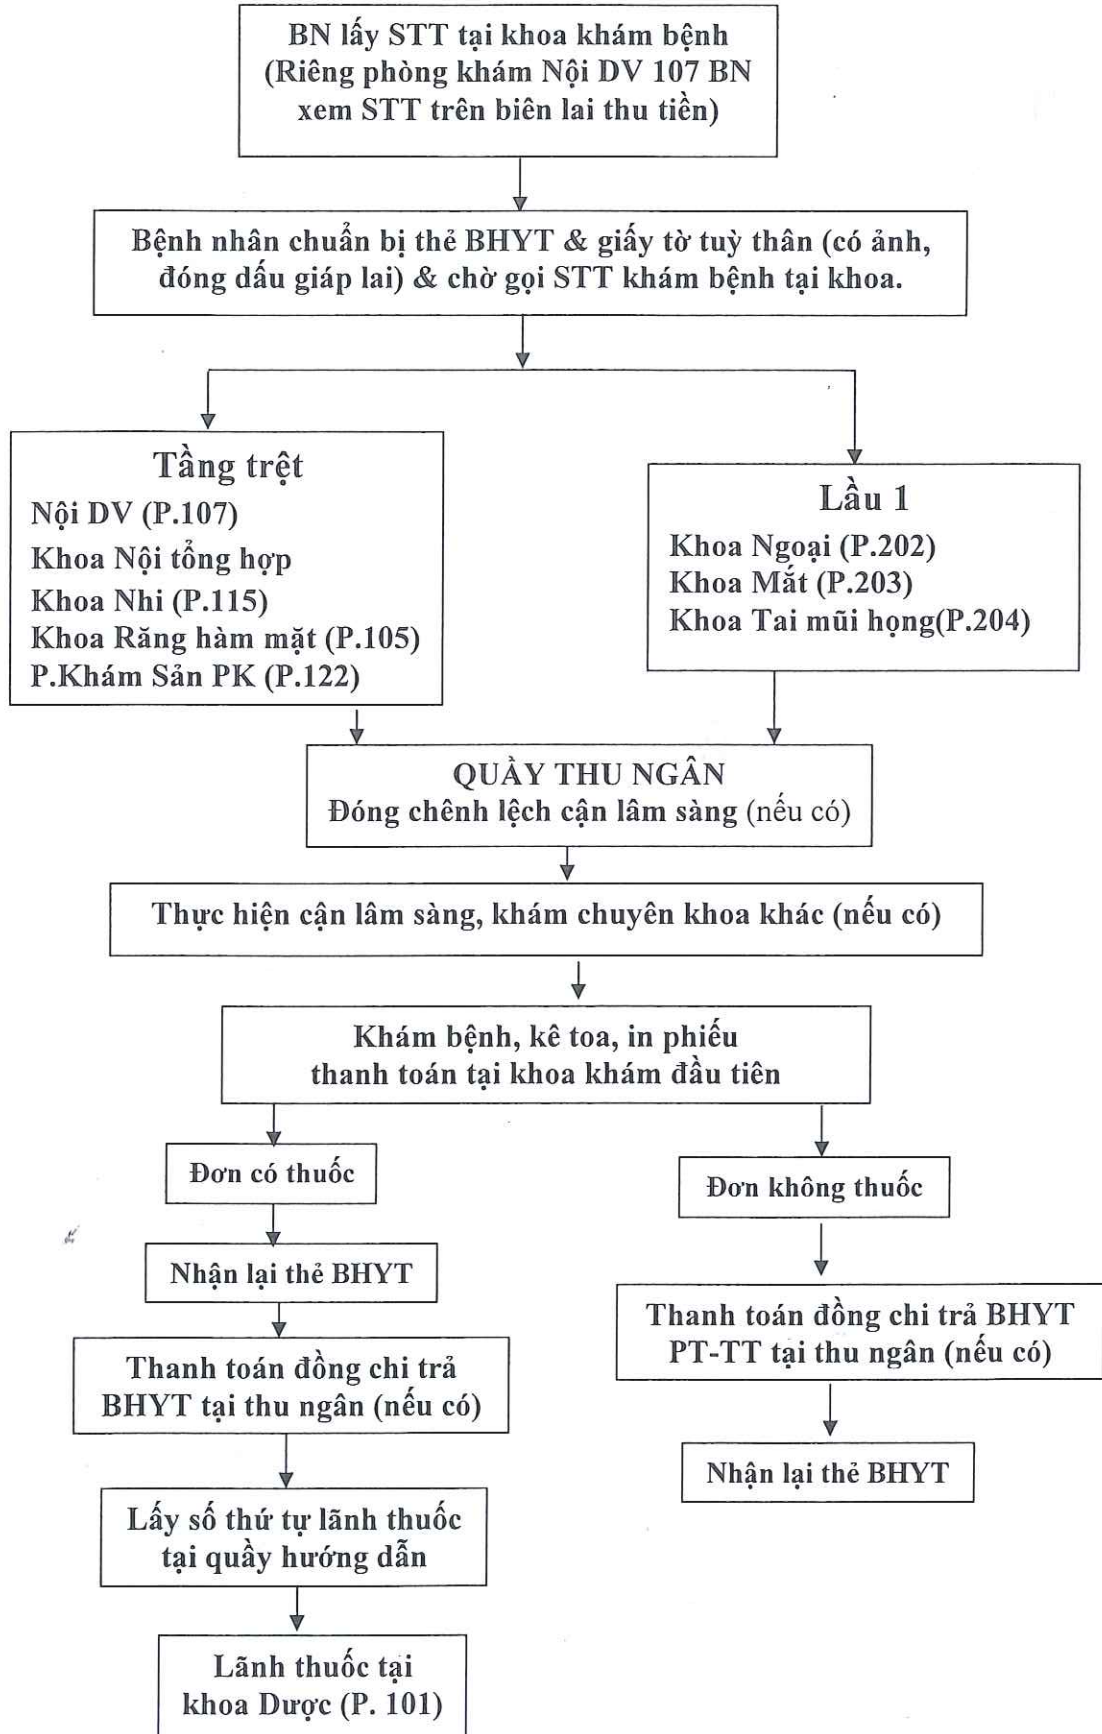 BN lấy STT tại khoa khám bệnh
(Riêng phòng khám Nội DV 107 BN
xem STT trên biên lai thu tiền)
Bệnh nhân chuẩn bị thẻ BHYT & giấy tờ tuỳ thân (có ảnh,
đóng dấu giáp lai) & chờ gọi STT khám bệnh tại khoa.
Tầng trệt
Nội DV (P.107)
Khoa Nội tổng hợp
Khoa Nhi (P.115)
Khoa Răng hàm mặt (P.105)
P.Khám Sản PK (P.122)
Lầu 1
Khoa Ngoại (P.202)
Khoa Mắt (P.203)
Khoa Tai mũi họng(P.204)
QUẦY THU NGÂN
Đóng chênh lệch cận lâm sàng (nếu có)
Thực hiện cận lâm sàng, khám chuyên khoa khác (nếu có)
Khám bệnh, kê toa, in phiếu
thanh toán tại khoa khám đầu tiên
Đơn có thuốc
Nhận lại thẻ BHYT
Thanh toán đồng chi trả
BHYT tại thu ngân (nếu có)
Lấy số thứ tự lãnh thuốc
tại quầy hướng dẫn
Lãnh thuốc tại
khoa Dược (P. 101)
Đơn không thuốc
Thanh toán đồng chi trả BHYT
PT-TT tại thu ngân (nếu có)
Nhận lại thẻ BHYT